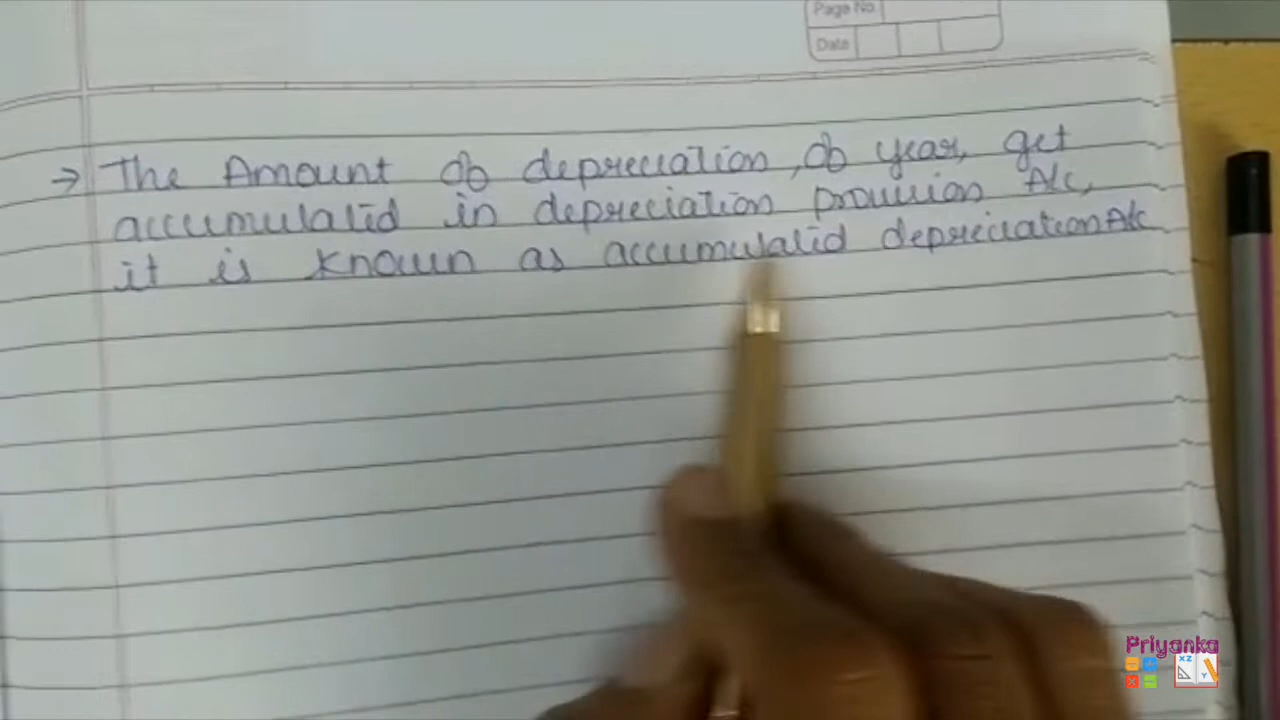 Page No.
Date
→ The Amount of depreciation, of year, get
accumulated in depreciation provision A/c,
it is known as accumulated depreciation A/c
Priyanka